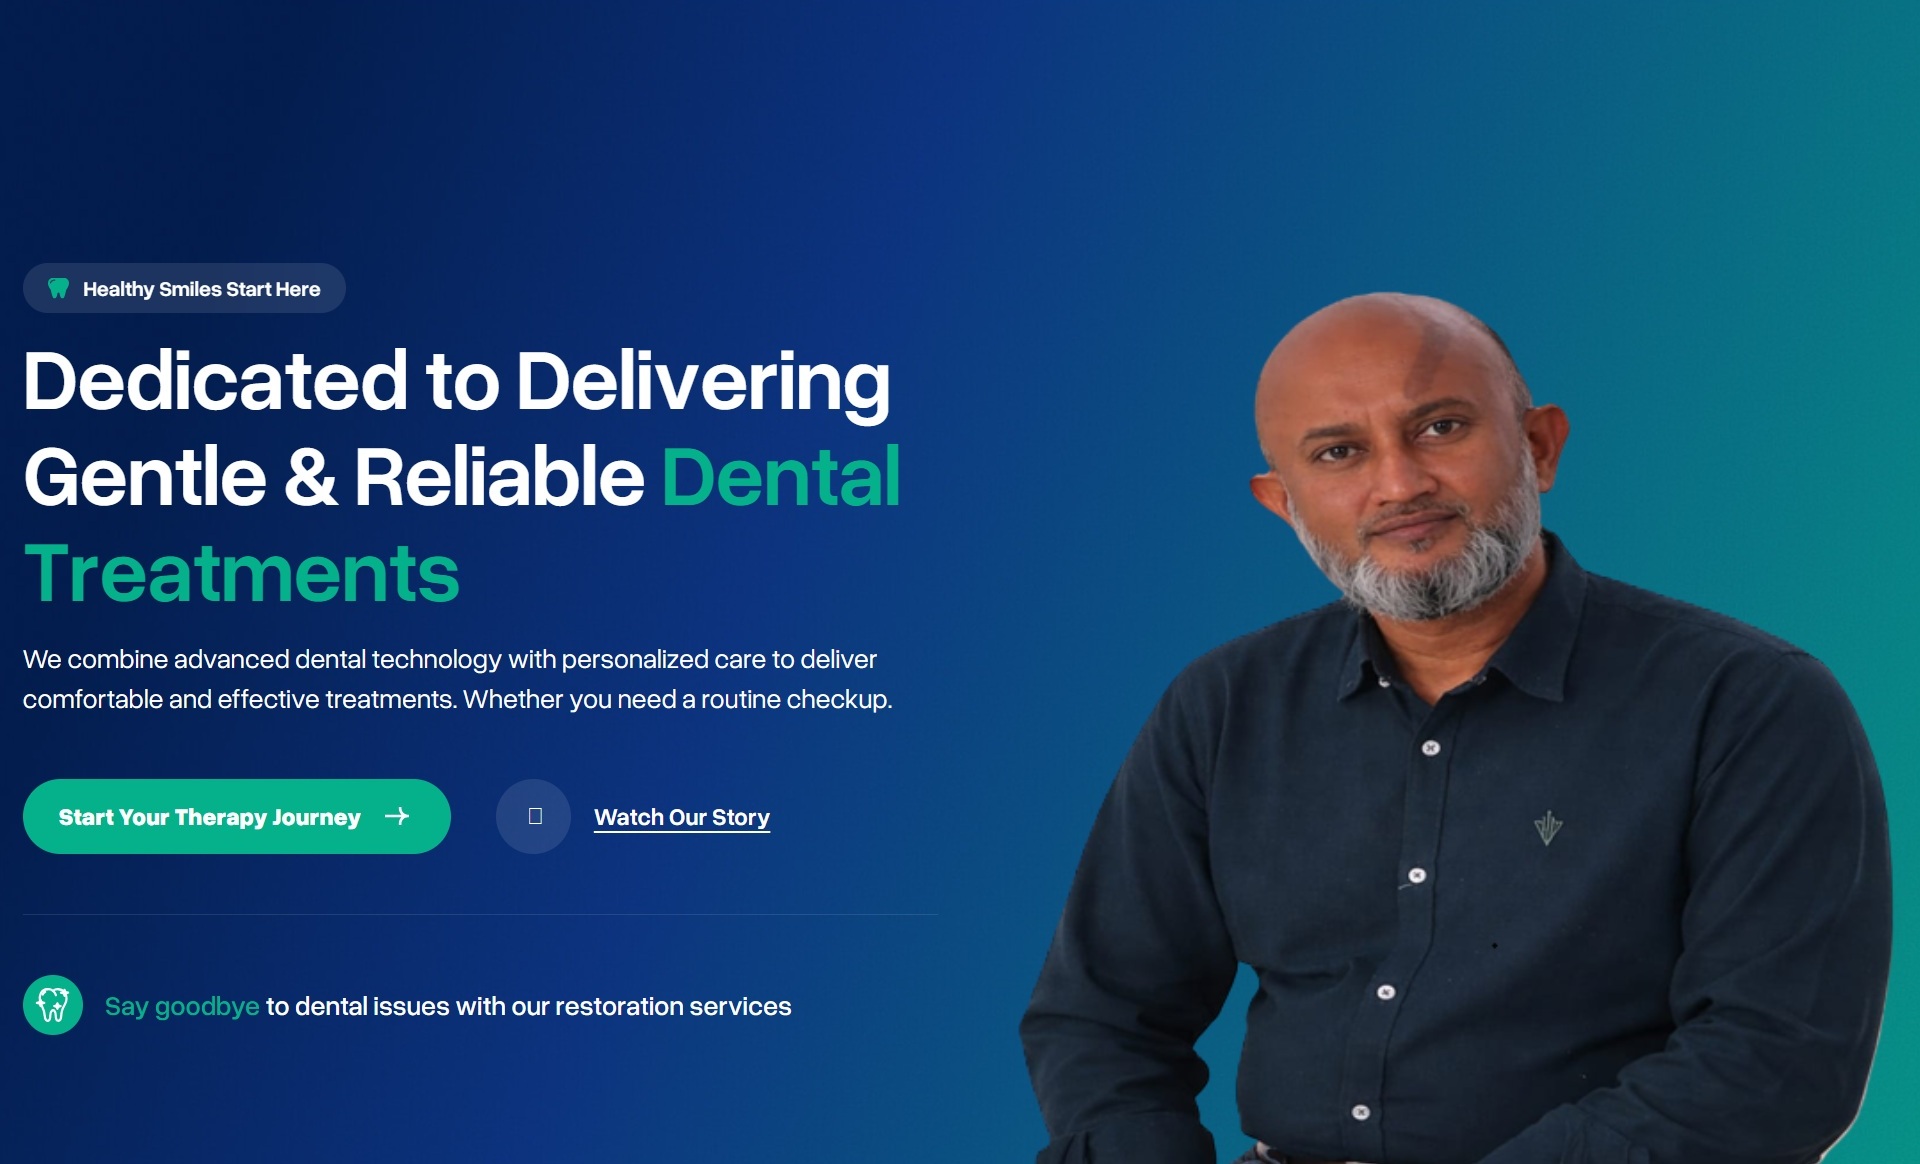 Healthy Smiles Start Here
Dedicated to Delivering
Gentle & Reliable Dental
Treatments
We combine advanced dental technology with personalized care to deliver
comfortable and effective treatments. Whether you need a routine checkup.
Start Your Therapy Journey
Watch Our Story
Say goodbye to dental issues with our restoration services